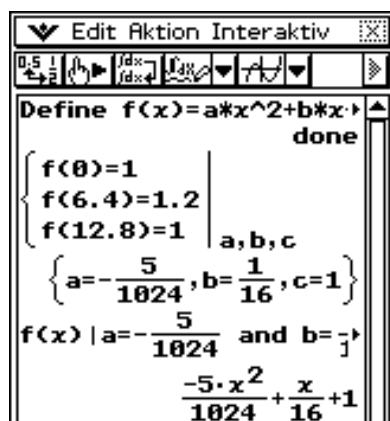 Edit Aktion Interaktiv
Define f(x)=a*x^2+b*x
done
f(0)=1
f(6.4)=1.2
f(12.8)=1
a,b,c
{a=-5/1024,b=1/16,c=1}
f(x)|a=-5/1024 and b=
-5·x^2/1024+x/16+1